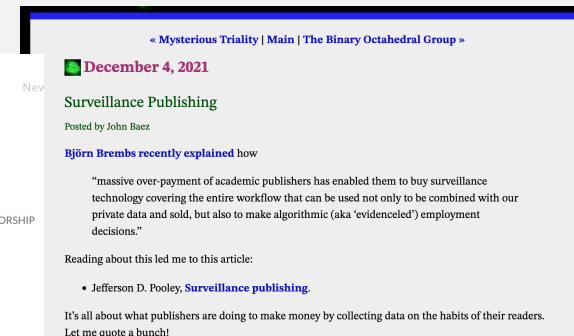 « Mysterious Triality | Main | The Binary Octahedral Group »
December 4, 2021
New
Surveillance Publishing
Posted by John Baez
Björn Brembs recently explained how
“massive over-payment of academic publishers has enabled them to buy surveillance
technology covering the entire workflow that can be used not only to be combined with our
private data and sold, but also to make algorithmic (aka ‘evidenceled’) employment
decisions.”
ORSHIP
Reading about this led me to this article:
• Jefferson D. Pooley, Surveillance publishing.
It's all about what publishers are doing to make money by collecting data on the habits of their readers.
Let me quote a bunch!